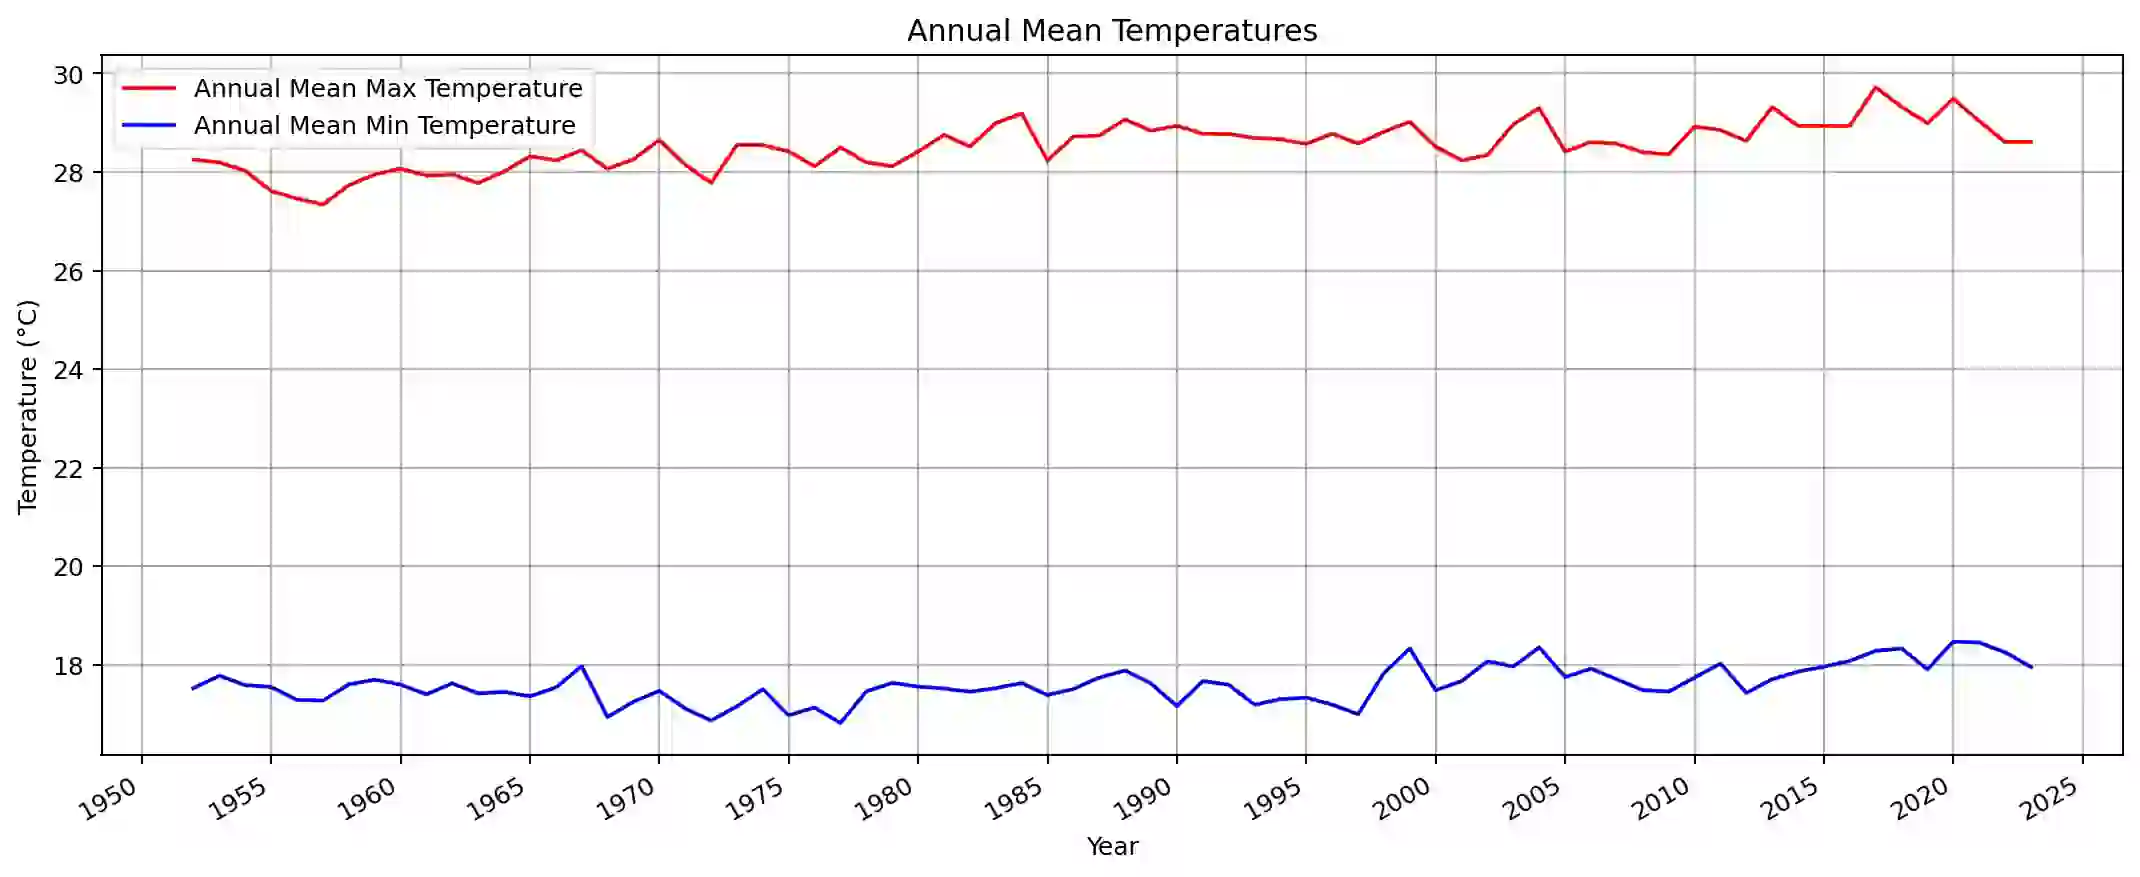 Annual Mean Temperatures
Annual Mean Max Temperature
Annual Mean Min Temperature
Temperature (°C)
30
28
26
24
22
20
18
1950 1955 1960 1965 1970 1975 1980 1985 1990 1995 2000 2005 2010 2015 2020 2025
Year